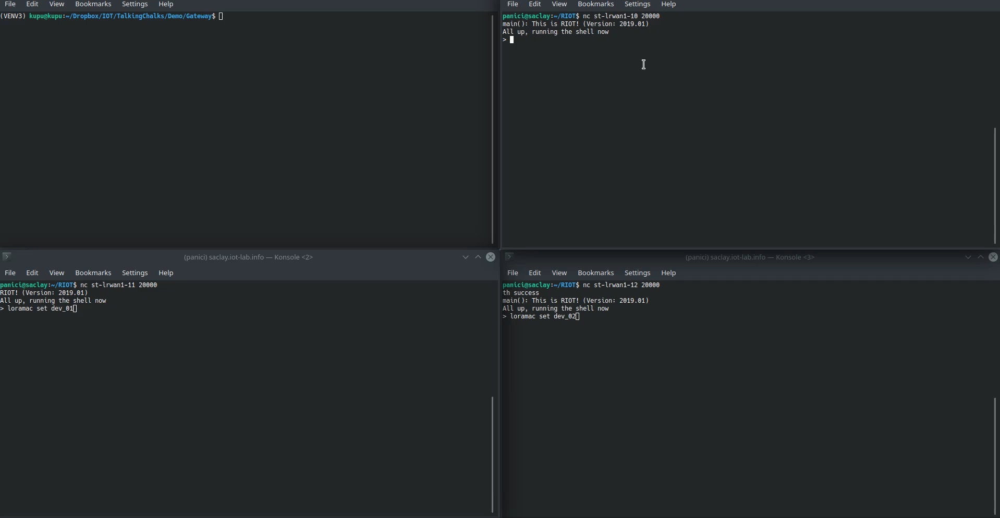 File Edit View Bookmarks Settings Help
(VENV3) kupu@kupu:~/Dropbox/IOT/TalkingChalks/Demo/Gateway$
File Edit View Bookmarks Settings Help
panici@saclay:~/RIOT$ nc st-lrwan1-10 20000
main(): This is RIOT! (Version: 2019.01)
All up, running the shell now
>
(panici) saclay.iot-lab.info — Konsole <2>
File Edit View Bookmarks Settings Help
panici@saclay:~/RIOT$ nc st-lrwan1-11 20000
RIOT! (Version: 2019.01)
All up, running the shell now
> loramac set dev_01
(panici) saclay.iot-lab.info — Konsole <3>
File Edit View Bookmarks Settings Help
panici@saclay:~/RIOT$ nc st-lrwan1-12 20000
th success
main(): This is RIOT! (Version: 2019.01)
All up, running the shell now
> loramac set dev_02